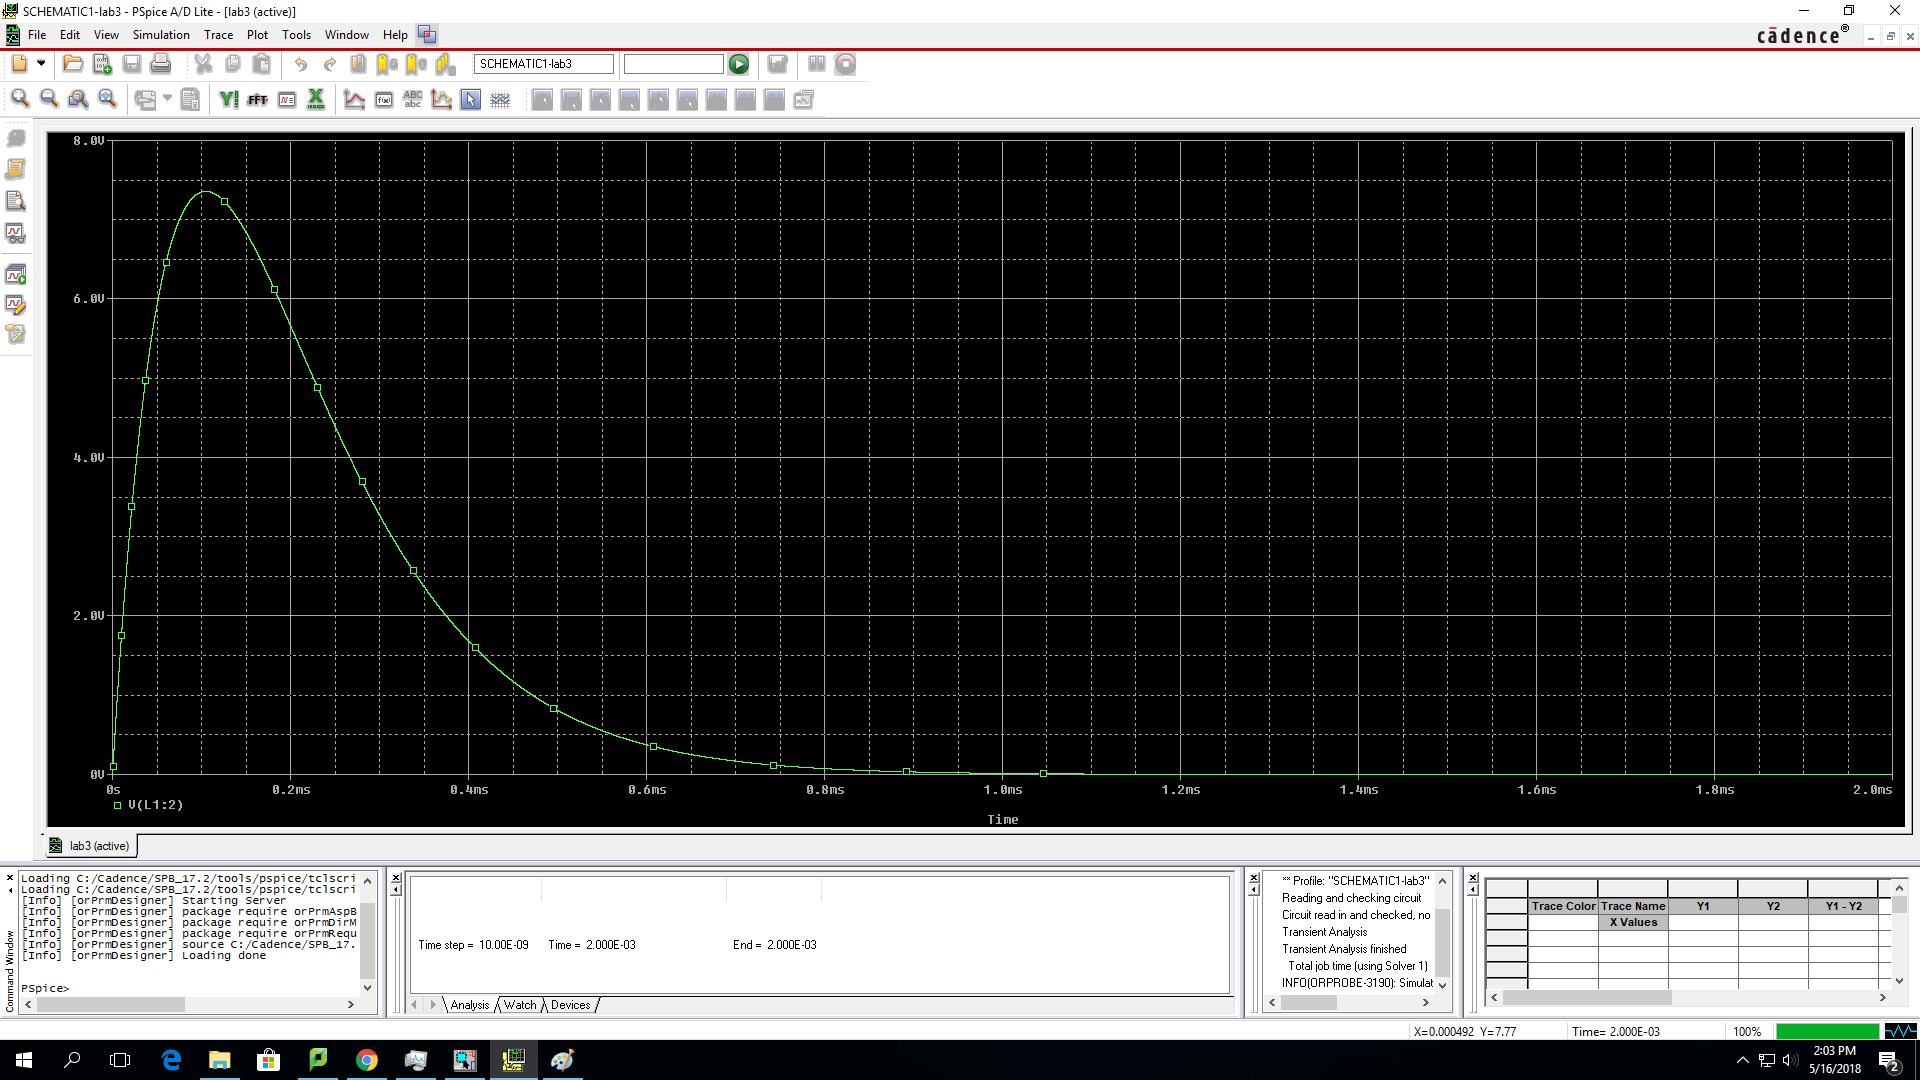 SCHEMATIC1-lab3 - PSpice A/D Lite - [lab3 (active)]
File Edit View Simulation Trace Plot Tools Window Help
cādence®
SCHEMATIC1-lab3
FFT
ABC
abc
8.0V
6.0V
4.0V
2.0V
0V
0s 0.2ms 0.4ms 0.6ms 0.8ms 1.0ms 1.2ms 1.4ms 1.6ms 1.8ms 2.0ms
V(L1:2)
Time
lab3 (active)
Command Window
Loading C:/Cadence/SPB_17.2/tools/pspice/tclscri
Loading C:/Cadence/SPB_17.2/tools/pspice/tclscri
[Info] [orPrmDesigner] Starting Server
[Info] [orPrmDesigner] package require orPrmAspB
[Info] [orPrmDesigner] package require orPrmDirM
[Info] [orPrmDesigner] package require orPrmRequ
[Info] [orPrmDesigner] source C:/Cadence/SPB_17.
[Info] [orPrmDesigner] Loading done
PSpice>
Time step = 10.00E-09 Time = 2.000E-03 End = 2.000E-03
Analysis Watch Devices
** Profile: "SCHEMATIC1-lab3"
Reading and checking circuit
Circuit read in and checked, no
Transient Analysis
Transient Analysis finished
Total job time (using Solver 1)
INFO(ORPROBE-3190): Simulat
Trace Color Trace Name Y1 Y2 Y1 - Y2
X Values
X=0.000492 Y=7.77 Time= 2.000E-03 100%
2:03 PM
5/16/2018
2